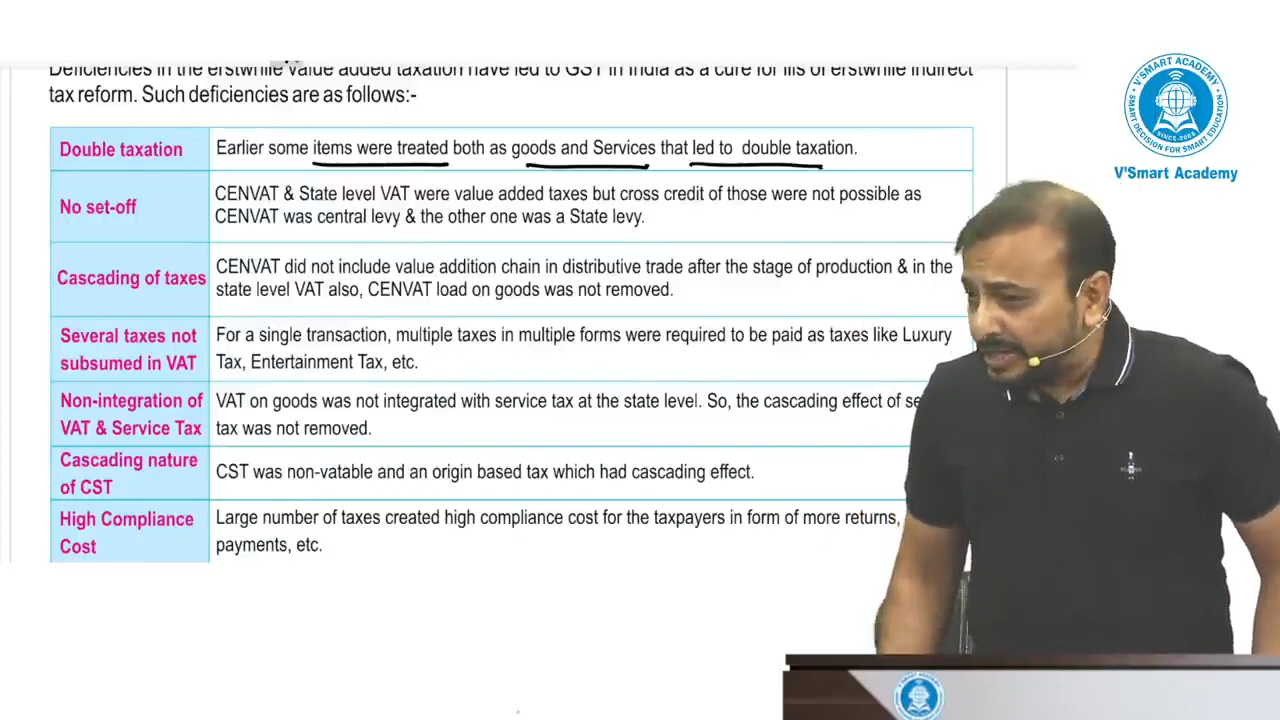 Deficiencies in the erstwhile value added taxation have led to GST in India as a cure for ills of erstwhile indirect
tax reform. Such deficiencies are as follows:-
Double taxation
Earlier some items were treated both as goods and Services that led to double taxation.
No set-off
CENVAT & State level VAT were value added taxes but cross credit of those were not possible as
CENVAT was central levy & the other one was a State levy.
Cascading of taxes
CENVAT did not include value addition chain in distributive trade after the stage of production & in the
state level VAT also, CENVAT load on goods was not removed.
Several taxes not
subsumed in VAT
For a single transaction, multiple taxes in multiple forms were required to be paid as taxes like Luxury
Tax, Entertainment Tax, etc.
Non-integration of
VAT & Service Tax
VAT on goods was not integrated with service tax at the state level. So, the cascading effect of
tax was not removed.
Cascading nature
of CST
CST was non-vatable and an origin based tax which had cascading effect.
High Compliance
Cost
Large number of taxes created high compliance cost for the taxpayers in form of more returns,
payments, etc.
V'SMART ACADEMY
SMART DECISION FOR SMART EDUCATION
SINCE-2008
V'Smart Academy